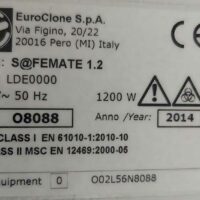 EuroClone S.p.A.
Via Figino, 20/22
20016 Pero (MI) Italy
: S@FEMATE 1.2
LDE0000
~ 50 Hz 1200 W
O8088 Anno /Year: 2014
CLASS I EN 61010-1:2010-10
CLASS II MSC EN 12469:2000-05
quipment 0 O02L56N8088